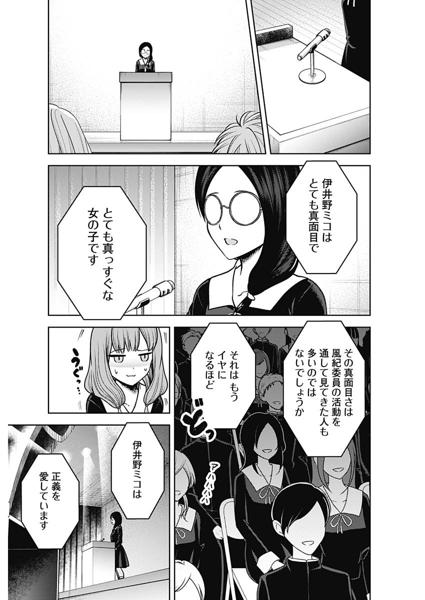 伊井野ミコは
とても真面目で
とても真っすぐな
女の子です
その真面目さは
風紀委員の活動を
通して見てきた人も
多いのでは
ないでしょうか
それは もう
イヤに
なるほど
どっ
アハハハハ
うぐっ…
伊井野ミコは
正義を
愛しています